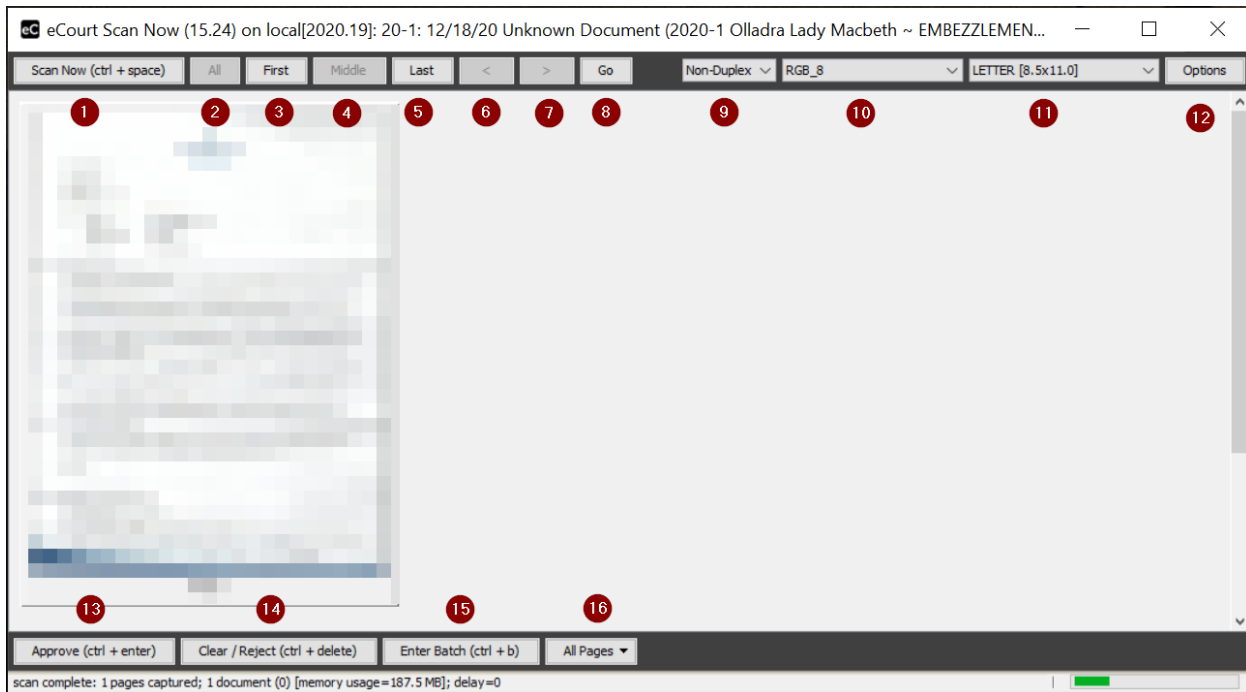 eC eCourt Scan Now (15.24) on local[2020.19]: 20-1: 12/18/20 Unknown Document (2020-1 Olladra Lady Macbeth ~ EMBEZZLEMEN...
Scan Now (ctrl + space) All First Middle Last < > Go Non-Duplex RGB_8 LETTER [8.5x11.0] Options
1 2 3 4 5 6 7 8 9 10 11 12
13 14 15 16
Approve (ctrl + enter) Clear / Reject (ctrl + delete) Enter Batch (ctrl + b) All Pages
scan complete: 1 pages captured; 1 document (0) [memory usage=187.5 MB]; delay=0